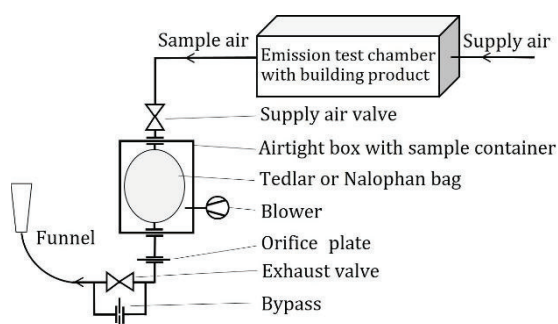 Sample air
Emission test chamber
with building product
Supply air
Supply air valve
Airtight box with sample container
Tedlar or Nalophan bag
Blower
Funnel
Orifice plate
Exhaust valve
Bypass